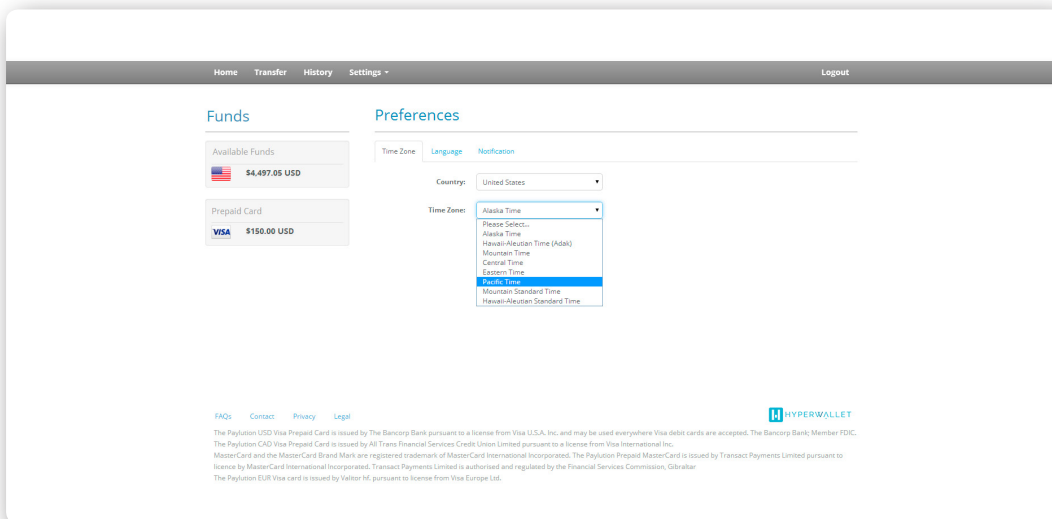 Home Transfer History Settings Logout
Funds
Available Funds
$4,497.05 USD
Prepaid Card
VISA $150.00 USD
Preferences
Time Zone Language Notification
Country: United States
Time Zone: Alaska Time
Please Select...
Alaska Time
Hawaii-Aleutian Time (Adak)
Mountain Time
Central Time
Eastern Time
Pacific Time
Mountain Standard Time
Hawaii-Aleutian Standard Time
FAQs Contact Privacy Legal
HYPERWALLET
The Paylution USD Visa Prepaid Card is issued by The Bancorp Bank pursuant to a license from Visa U.S.A. Inc. and may be used everywhere Visa debit cards are accepted. The Bancorp Bank; Member FDIC.
The Paylution CAD Visa Prepaid Card is issued by All Trans Financial Services Credit Union Limited pursuant to a license from Visa International Inc.
MasterCard and the MasterCard Brand Mark are registered trademark of MasterCard International Incorporated. The Paylution Prepaid MasterCard is issued by Transact Payments Limited pursuant to
licence by MasterCard International Incorporated. Transact Payments Limited is authorised and regulated by the Financial Services Commission, Gibraltar
The Paylution EUR Visa card is issued by Valitor hf. pursuant to license from Visa Europe Ltd.